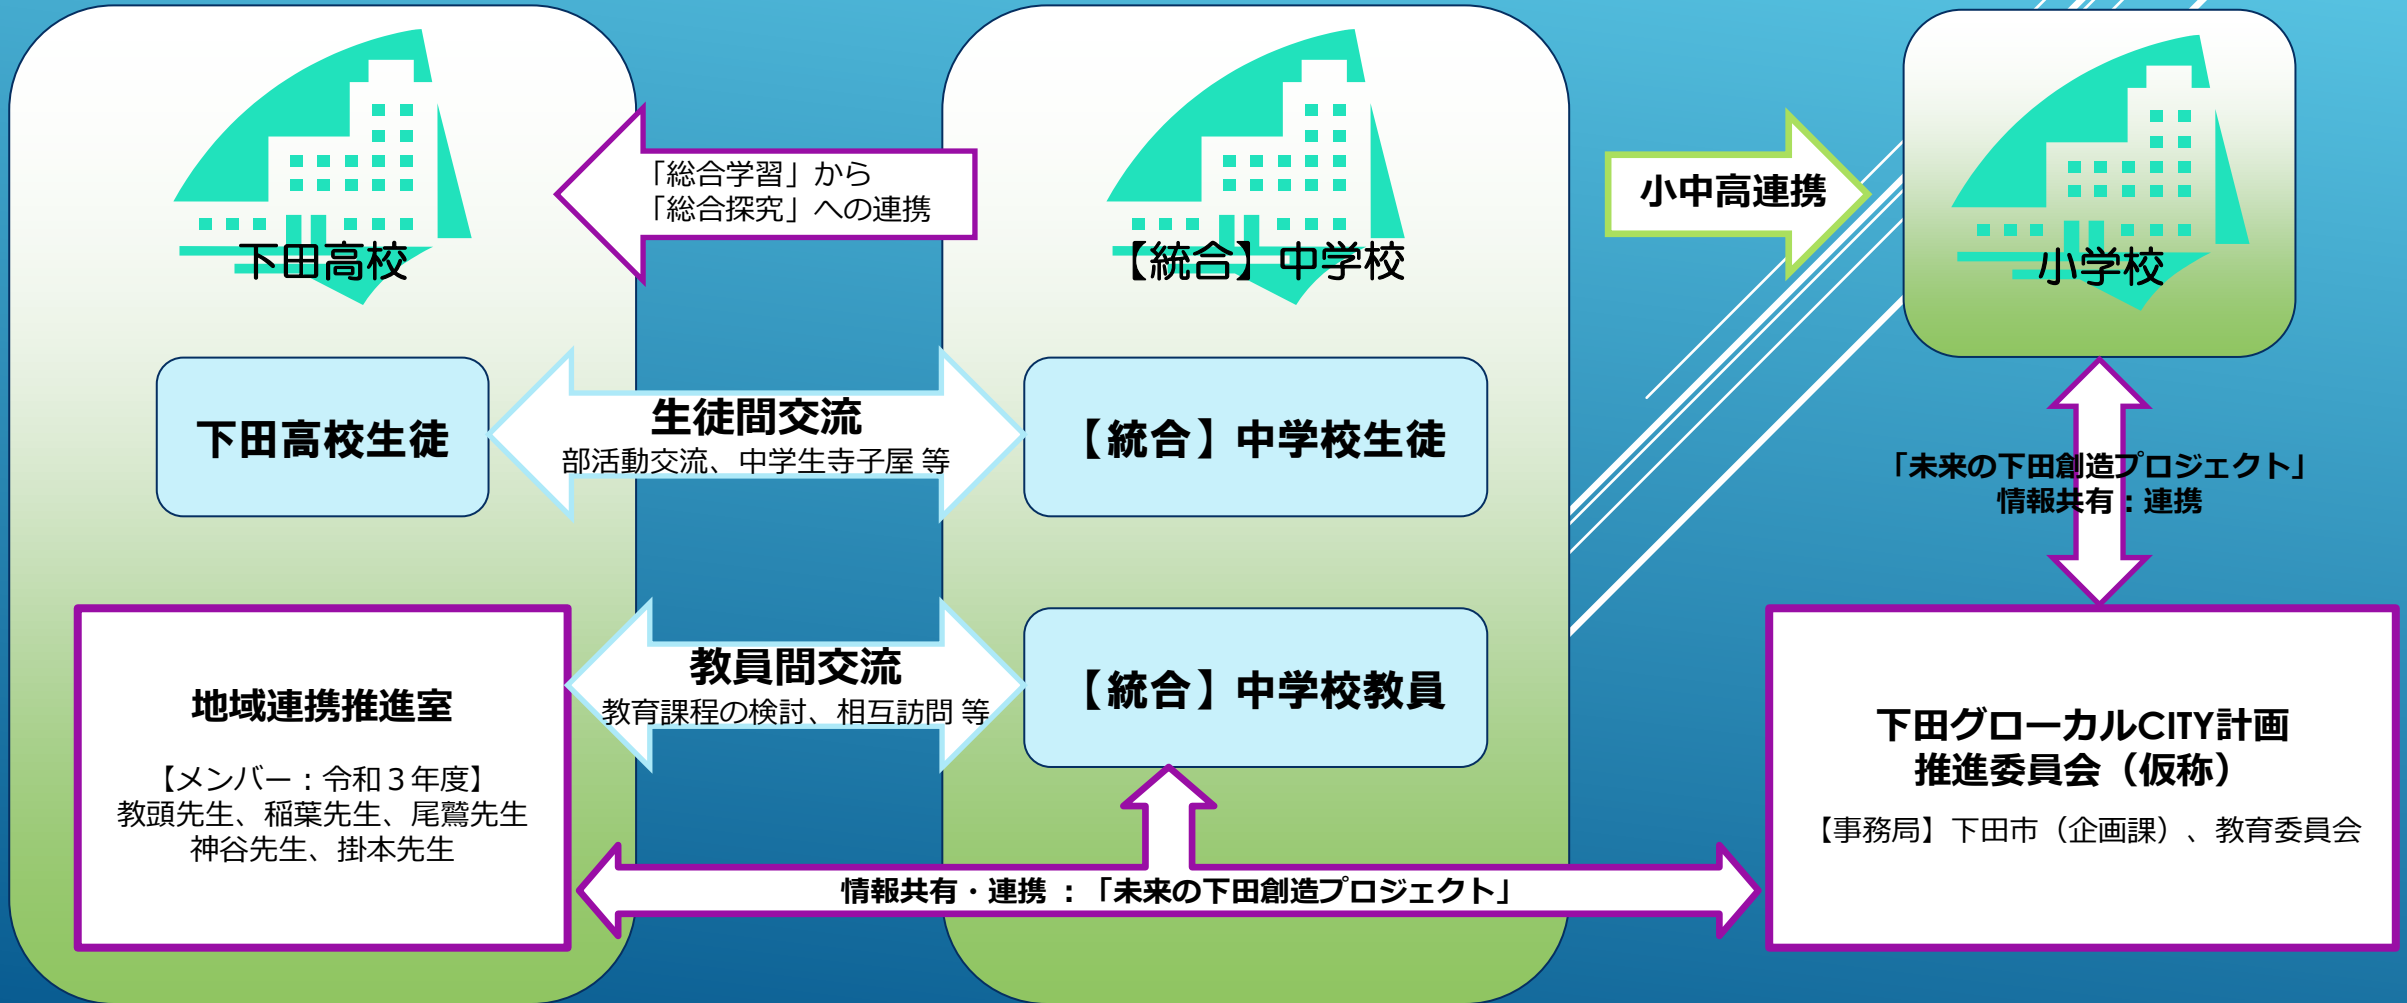 下田高校
「総合学習」から
「総合探究」への連携
【統合】中学校
小中高連携
小学校
下田高校生徒
生徒間交流
部活動交流、中学生寺子屋 等
【統合】中学校生徒
「未来の下田創造プロジェクト」
情報共有：連携
地域連携推進室
【メンバー：令和３年度】
教頭先生、稲葉先生、尾鷲先生
神谷先生、掛本先生
教員間交流
教育課程の検討、相互訪問 等
【統合】中学校教員
下田グローカルCITY計画
推進委員会（仮称）
【事務局】下田市（企画課）、教育委員会
情報共有・連携 ：「未来の下田創造プロジェクト」